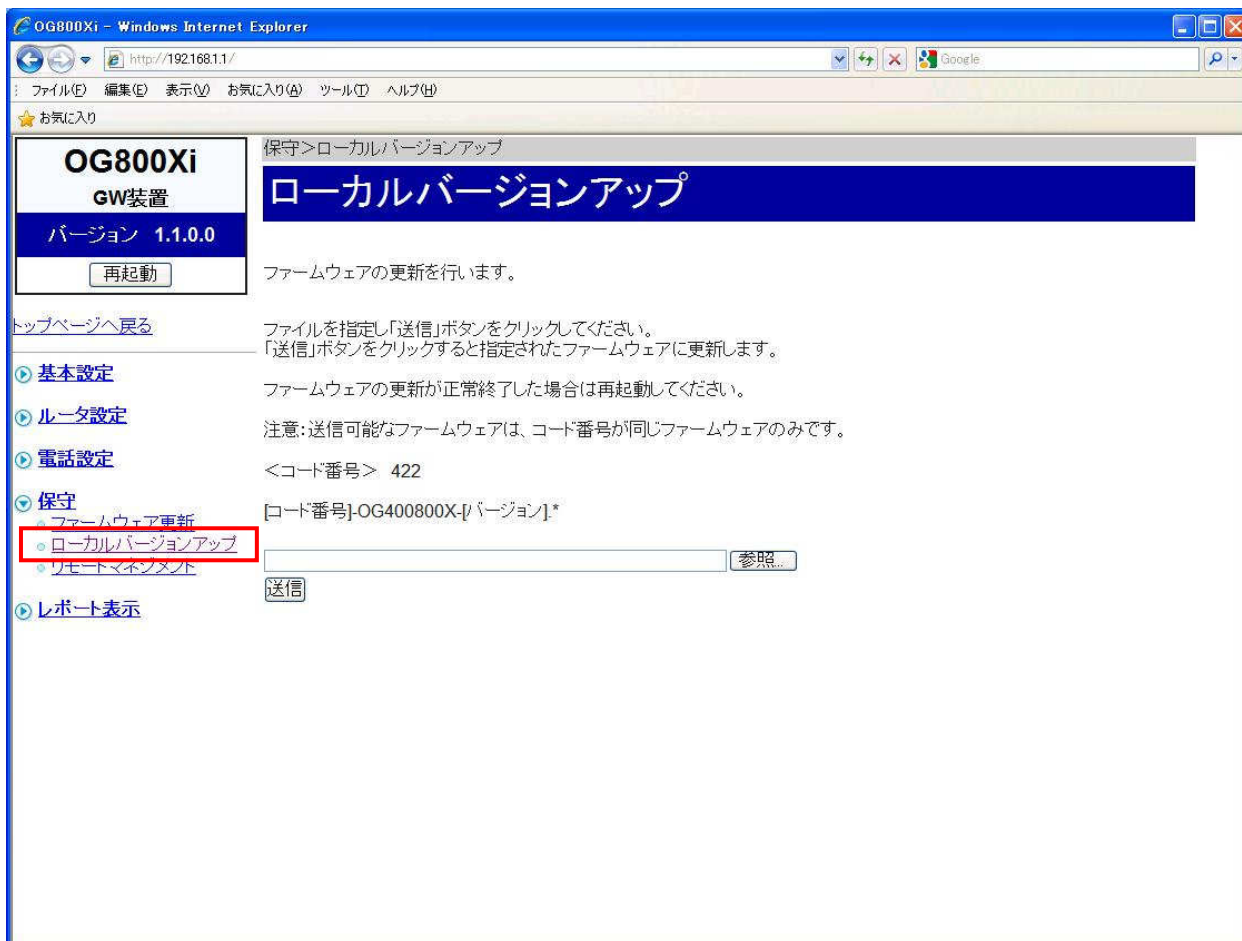 OG800Xi - Windows Internet Explorer
http://192.168.1.1/
Google
ファイル(F) 編集(E) 表示(V) お気に入り(A) ツール(T) ヘルプ(H)
お気に入り
OG800Xi
GW装置
バージョン 1.1.0.0
再起動
トップページへ戻る
基本設定
ルータ設定
電話設定
保守
ファームウェア更新
ローカルバージョンアップ
リモートマネジメント
レポート表示
保守>ローカルバージョンアップ
ローカルバージョンアップ
ファームウェアの更新を行います。
ファイルを指定し「送信」ボタンをクリックしてください。
「送信」ボタンをクリックすると指定されたファームウェアに更新します。
ファームウェアの更新が正常終了した場合は再起動してください。
注意:送信可能なファームウェアは、コード番号が同じファームウェアのみです。
<コード番号> 422
[コード番号]-OG400800X-[バージョン].*
参照...
送信